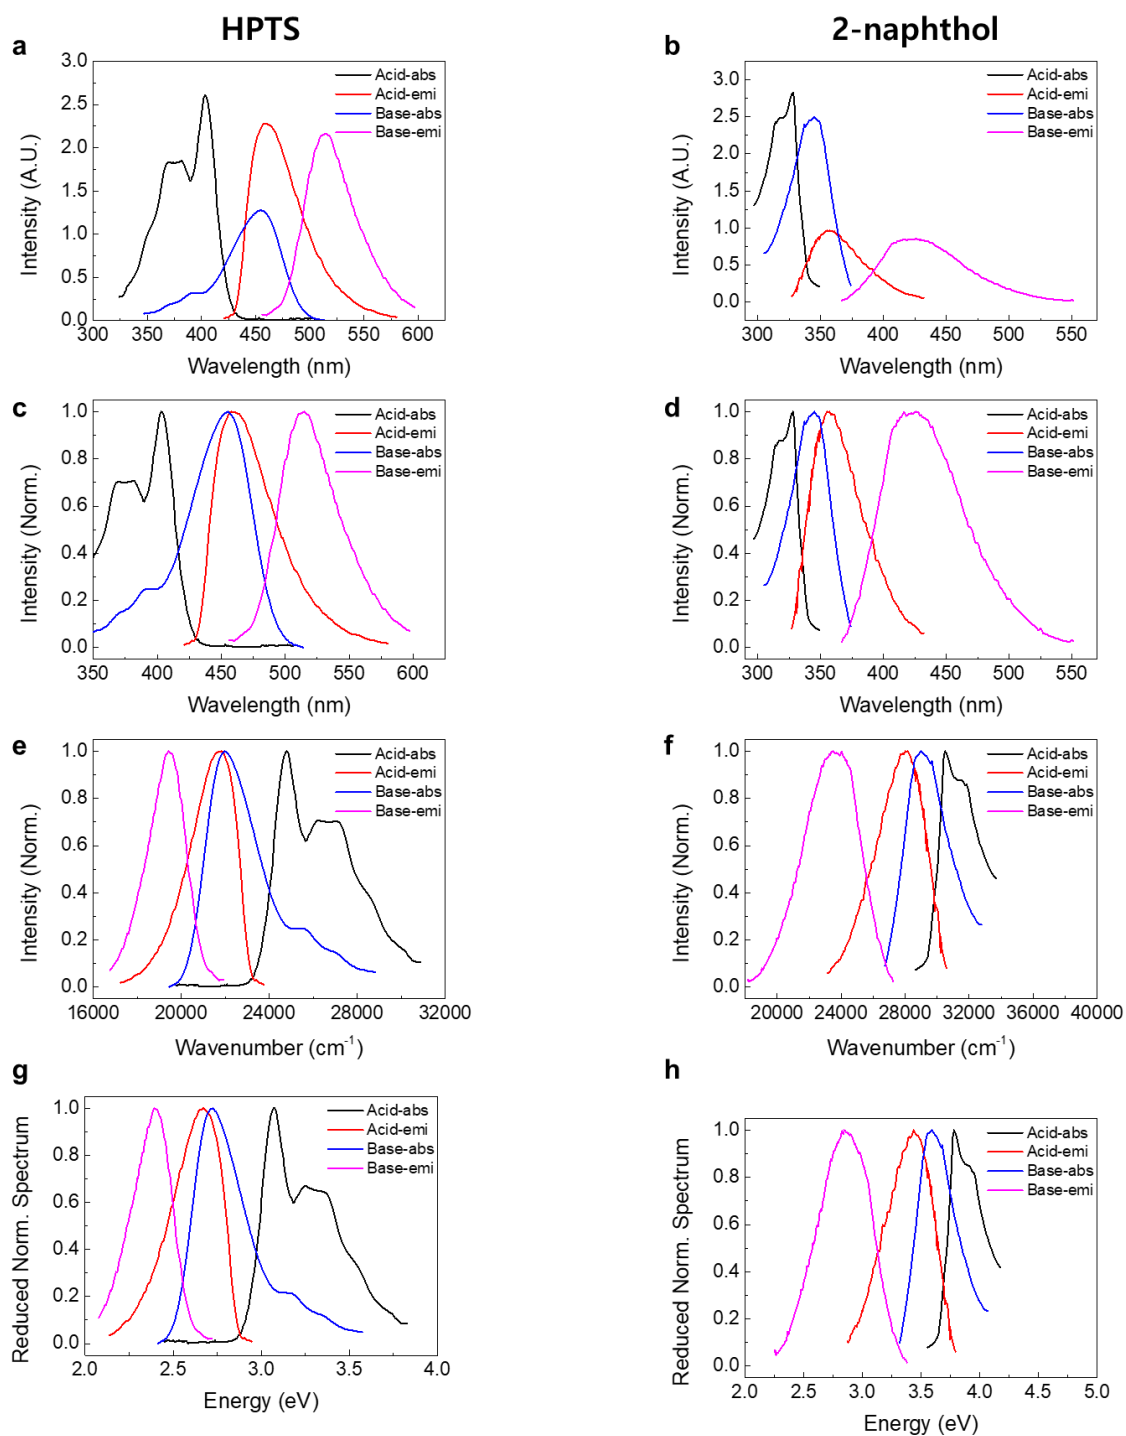 HPTS
2-naphthol
a
3.0
2.5
2.0
1.5
1.0
0.5
0.0
Intensity (A.U.)
Acid-abs
Acid-emi
Base-abs
Base-emi
300 350 400 450 500 550 600
Wavelength (nm)
b
3.0
2.5
2.0
1.5
1.0
0.5
0.0
Intensity (A.U.)
Acid-abs
Acid-emi
Base-abs
Base-emi
300 350 400 450 500 550
Wavelength (nm)
c
1.0
0.8
0.6
0.4
0.2
0.0
Intensity (Norm.)
Acid-abs
Acid-emi
Base-abs
Base-emi
350 400 450 500 550 600
Wavelength (nm)
d
1.0
0.8
0.6
0.4
0.2
0.0
Intensity (Norm.)
Acid-abs
Acid-emi
Base-abs
Base-emi
300 350 400 450 500 550
Wavelength (nm)
e
1.0
0.8
0.6
0.4
0.2
0.0
Intensity (Norm.)
Acid-abs
Acid-emi
Base-abs
Base-emi
16000 20000 24000 28000 32000
Wavenumber (cm⁻¹)
f
1.0
0.8
0.6
0.4
0.2
0.0
Intensity (Norm.)
Acid-abs
Acid-emi
Base-abs
Base-emi
20000 24000 28000 32000 36000 40000
Wavenumber (cm⁻¹)
g
1.0
0.8
0.6
0.4
0.2
0.0
Reduced Norm. Spectrum
Acid-abs
Acid-emi
Base-abs
Base-emi
2.0 2.5 3.0 3.5 4.0
Energy (eV)
h
1.0
0.8
0.6
0.4
0.2
0.0
Reduced Norm. Spectrum
Acid-abs
Acid-emi
Base-abs
Base-emi
2.0 2.5 3.0 3.5 4.0 4.5 5.0
Energy (eV)